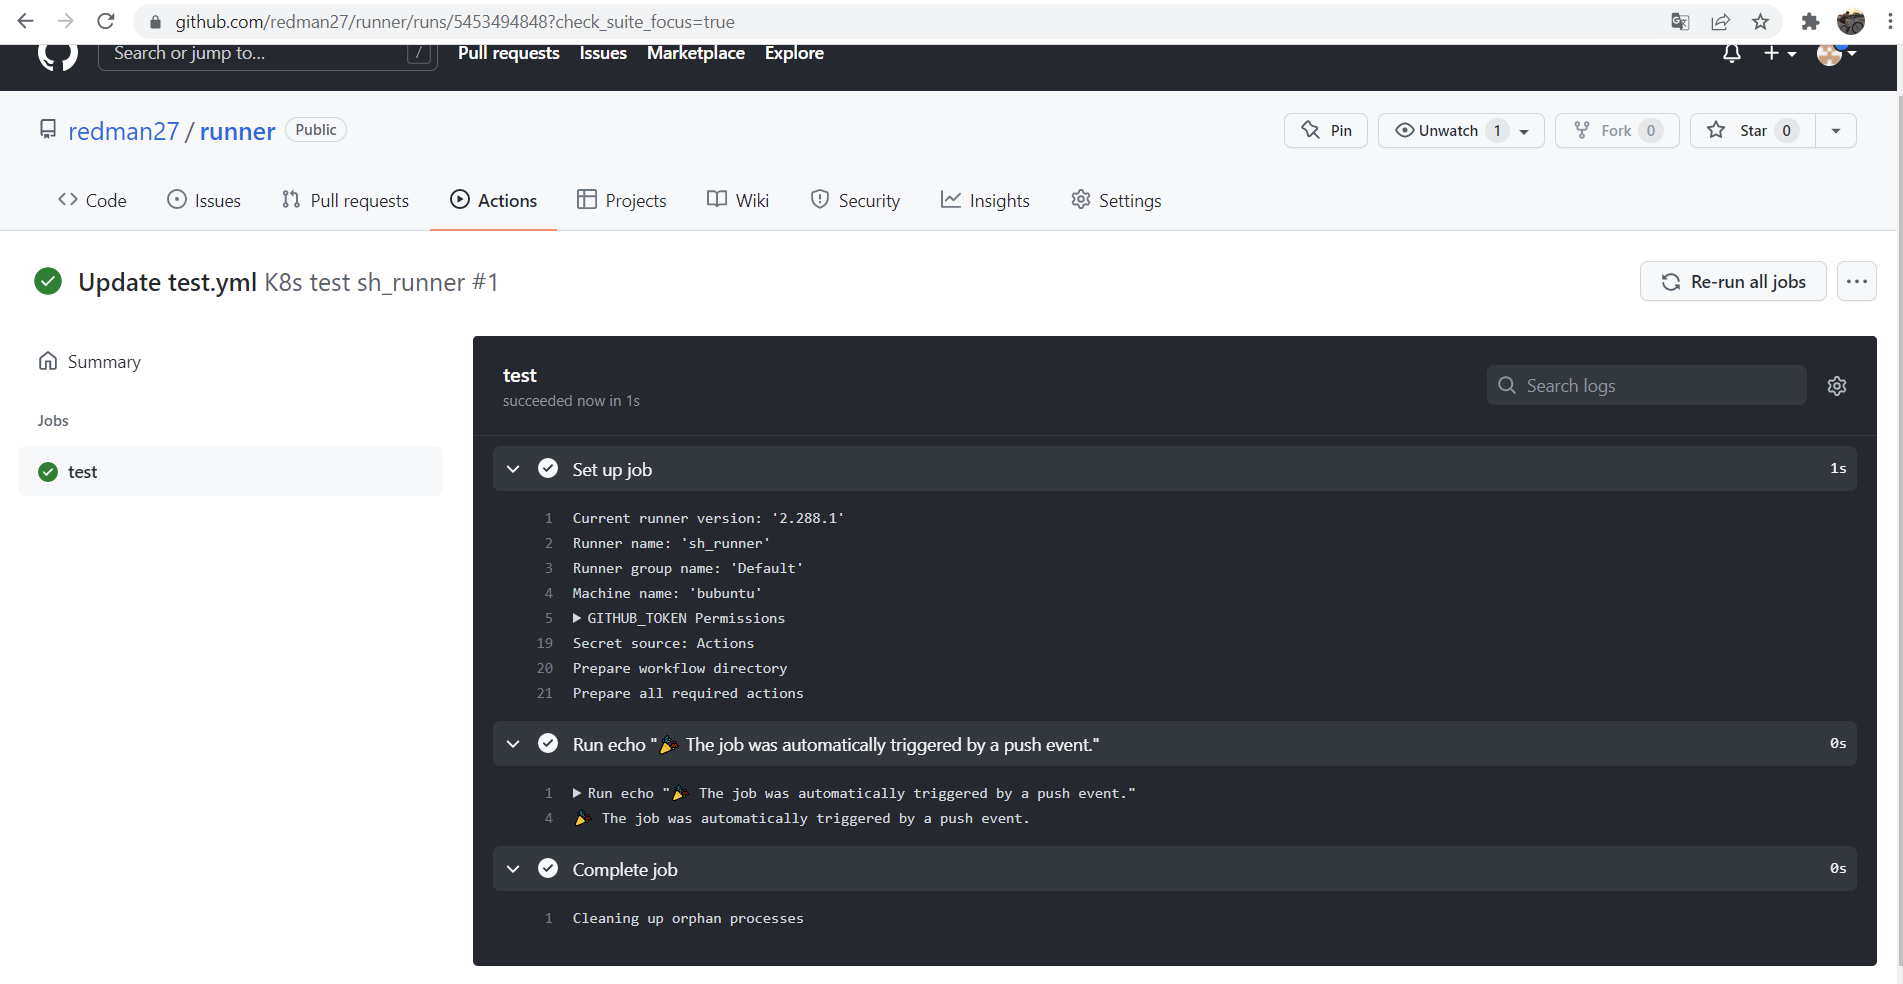 github.com/redman27/runner/runs/5453494848?check_suite_focus=true
Search or jump to... / Pull requests Issues Marketplace Explore
redman27 / runner Public Pin Unwatch 1 Fork 0 Star 0
Code Issues Pull requests Actions Projects Wiki Security Insights Settings
Update test.yml K8s test sh_runner #1 Re-run all jobs
Summary
Jobs
test
test
succeeded now in 1s
Search logs
Set up job 1s
1 Current runner version: '2.288.1'
2 Runner name: 'sh_runner'
3 Runner group name: 'Default'
4 Machine name: 'bubuntu'
5 ▶ GITHUB_TOKEN Permissions
19 Secret source: Actions
20 Prepare workflow directory
21 Prepare all required actions
Run echo "🎉 The job was automatically triggered by a push event." 0s
1 ▶ Run echo "🎉 The job was automatically triggered by a push event."
4 🎉 The job was automatically triggered by a push event.
Complete job 0s
1 Cleaning up orphan processes